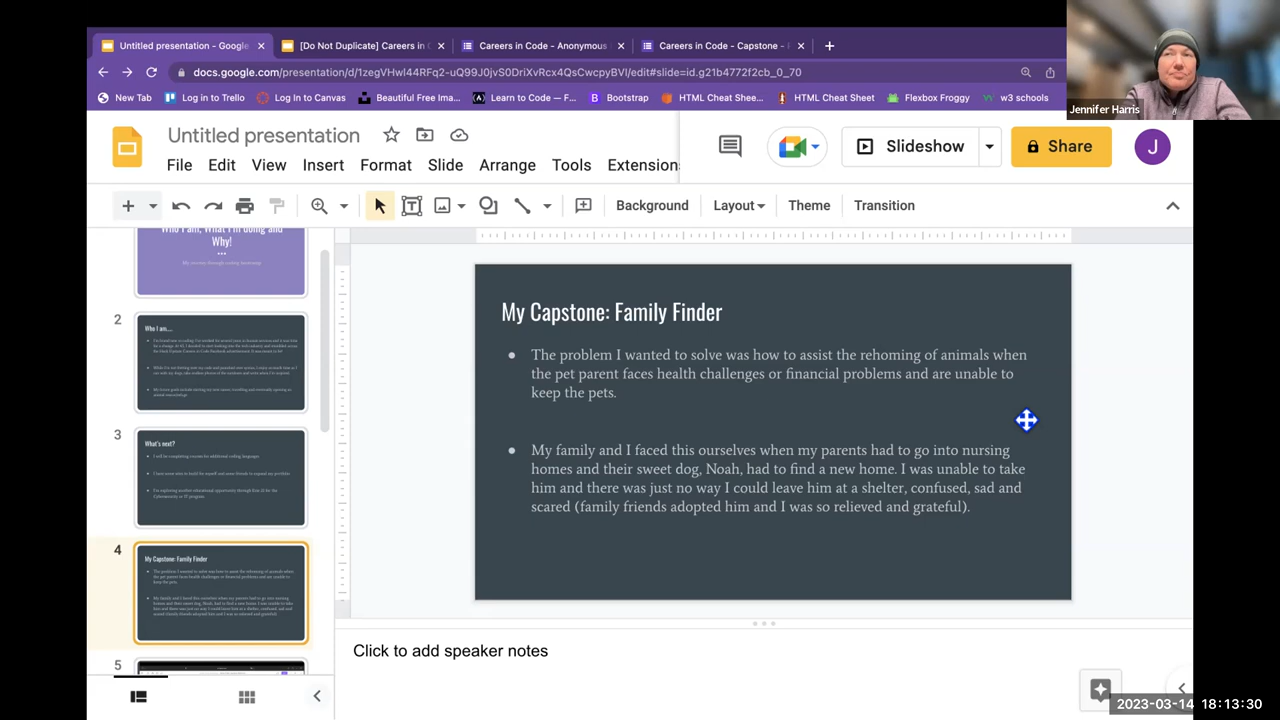 Untitled presentation - Google
[Do Not Duplicate] Careers in C
Careers in Code - Anonymous
Careers in Code - Capstone - F
docs.google.com/presentation/d/
New Tab
Log in to Trello
Log In to Canvas
Beautiful Free Ima...
Learn to Code — F...
Bootstrap
HTML Cheat Shee...
HTML Cheat Sheet
Flexbox Froggy
w3 schools
Jennifer Harris
Untitled presentation
Slideshow
Share
J
File Edit View Insert Format Slide Arrange Tools Extension
Background Layout Theme Transition
Who I am, What I'm doing and
Why!
2
Who I am....
3
What's next?
I will be completing courses for additional coding languages.
4
My Capstone: Family Finder
5
My Capstone: Family Finder
The problem I wanted to solve was how to assist the rehoming of animals when
the pet parent faces health challenges or financial problems and are unable to
keep the pets.
My family and I faced this ourselves when my parents had to go into nursing
homes and their sweet dog, Noah, had to find a new home. I was unable to take
him and there was just no way I could leave him at a shelter, confused, sad and
scared (family friends adopted him and I was so relieved and grateful).
Click to add speaker notes
2023-03-14 18:13:30